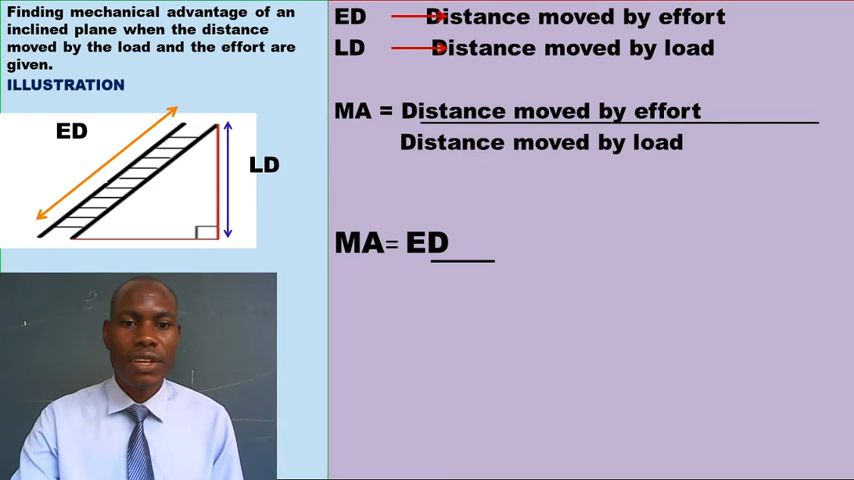 Finding mechanical advantage of an
inclined plane when the distance
moved by the load and the effort are
given.
ILLUSTRATION
ED
LD
ED Distance moved by effort
LD Distance moved by load
MA = Distance moved by effort
Distance moved by load
MA= ED